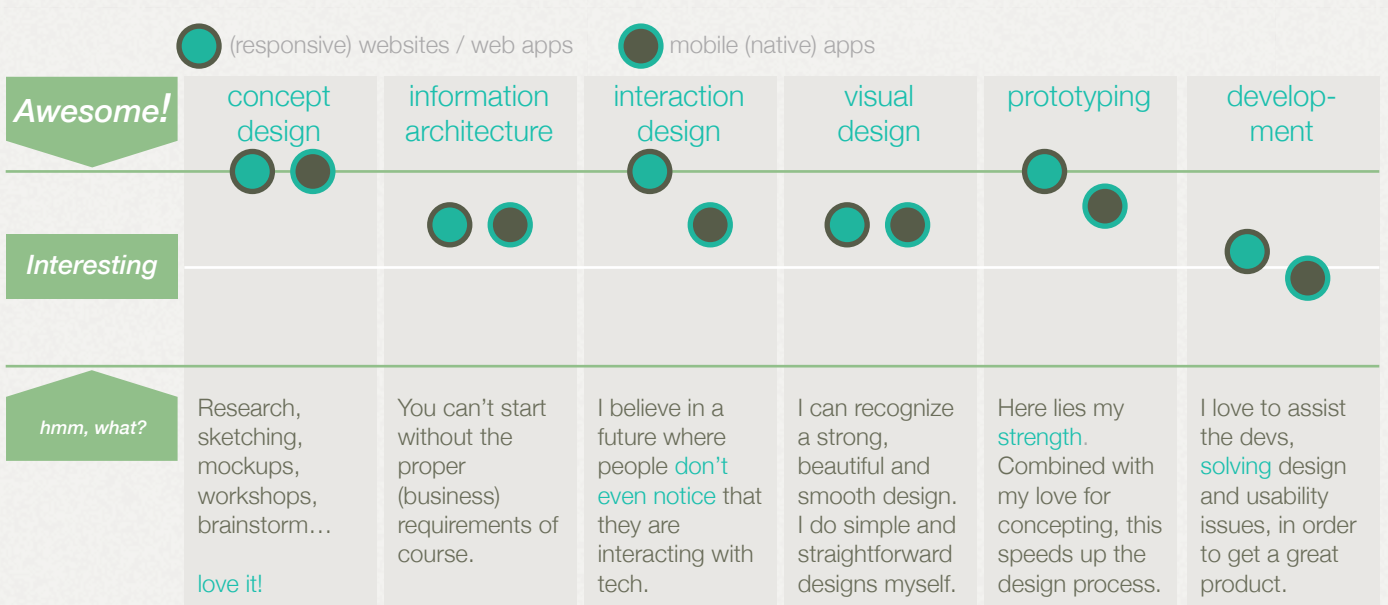 (responsive) websites / web apps
mobile (native) apps
Awesome!
concept
design
information
architecture
interaction
design
visual
design
prototyping
develop-
ment
Interesting
hmm, what?
Research,
sketching,
mockups,
workshops,
brainstorm…
love it!
You can’t start
without the
proper
(business)
requirements of
course.
I believe in a
future where
people don’t
even notice that
they are
interacting with
tech.
I can recognize
a strong,
beautiful and
smooth design.
I do simple and
straightforward
designs myself.
Here lies my
strength.
Combined with
my love for
concepting, this
speeds up the
design process.
I love to assist
the devs,
solving design
and usability
issues, in order
to get a great
product.